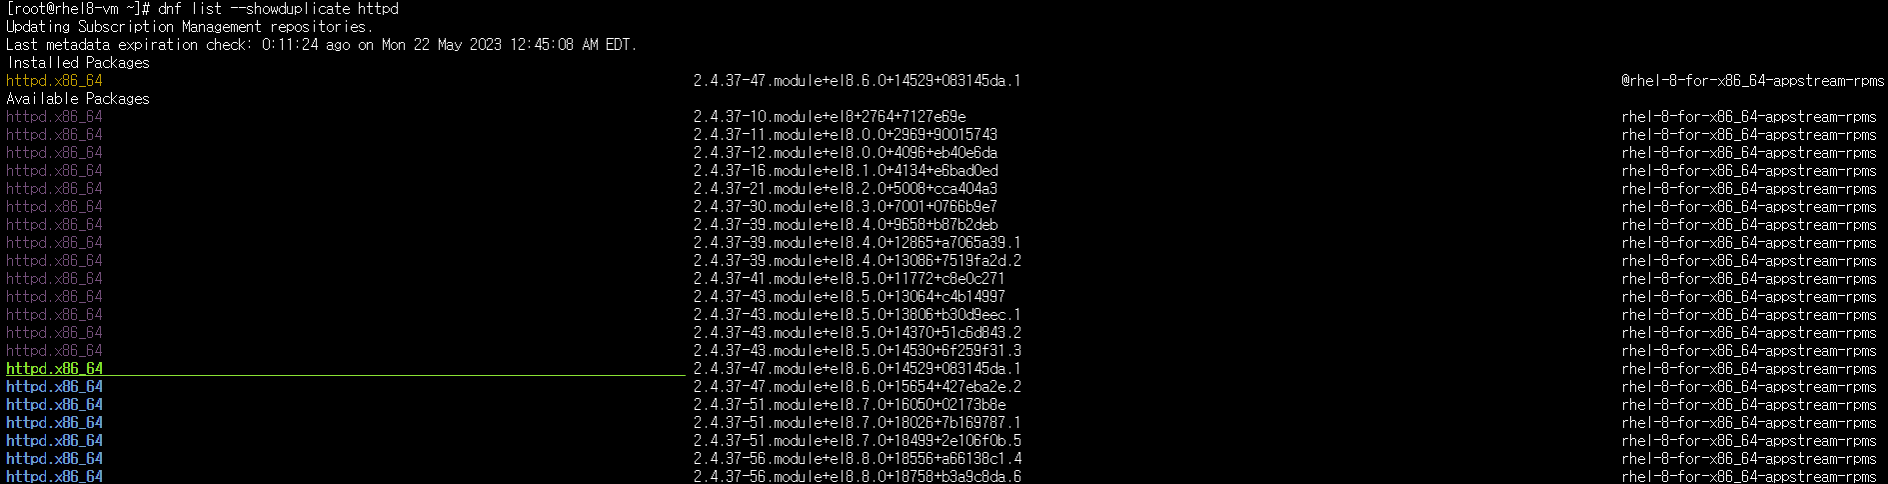 [root@rhel8-vm ~]# dnf list --showduplicate httpd
Updating Subscription Management repositories.
Last metadata expiration check: 0:11:24 ago on Mon 22 May 2023 12:45:08 AM EDT.
Installed Packages
httpd.x86_64 2.4.37-47.module+el8.6.0+14529+083145da.1 @rhel-8-for-x86_64-appstream-rpms
Available Packages
httpd.x86_64 2.4.37-10.module+el8+2764+7127e69e rhel-8-for-x86_64-appstream-rpms
httpd.x86_64 2.4.37-11.module+el8.0.0+2969+90015743 rhel-8-for-x86_64-appstream-rpms
httpd.x86_64 2.4.37-12.module+el8.0.0+4096+eb40e6da rhel-8-for-x86_64-appstream-rpms
httpd.x86_64 2.4.37-16.module+el8.1.0+4134+e6bad0ed rhel-8-for-x86_64-appstream-rpms
httpd.x86_64 2.4.37-21.module+el8.2.0+5008+cca404a3 rhel-8-for-x86_64-appstream-rpms
httpd.x86_64 2.4.37-30.module+el8.3.0+7001+0766b9e7 rhel-8-for-x86_64-appstream-rpms
httpd.x86_64 2.4.37-39.module+el8.4.0+9658+b87b2deb rhel-8-for-x86_64-appstream-rpms
httpd.x86_64 2.4.37-39.module+el8.4.0+12865+a7065a39.1 rhel-8-for-x86_64-appstream-rpms
httpd.x86_64 2.4.37-39.module+el8.4.0+13086+7519fa2d.2 rhel-8-for-x86_64-appstream-rpms
httpd.x86_64 2.4.37-41.module+el8.5.0+11772+c8e0c271 rhel-8-for-x86_64-appstream-rpms
httpd.x86_64 2.4.37-43.module+el8.5.0+13064+c4b14997 rhel-8-for-x86_64-appstream-rpms
httpd.x86_64 2.4.37-43.module+el8.5.0+13806+b30d9eec.1 rhel-8-for-x86_64-appstream-rpms
httpd.x86_64 2.4.37-43.module+el8.5.0+14370+51c6d843.2 rhel-8-for-x86_64-appstream-rpms
httpd.x86_64 2.4.37-43.module+el8.5.0+14530+6f259f31.3 rhel-8-for-x86_64-appstream-rpms
httpd.x86_64 2.4.37-47.module+el8.6.0+14529+083145da.1 rhel-8-for-x86_64-appstream-rpms
httpd.x86_64 2.4.37-47.module+el8.6.0+15654+427eba2e.2 rhel-8-for-x86_64-appstream-rpms
httpd.x86_64 2.4.37-51.module+el8.7.0+16050+02173b8e rhel-8-for-x86_64-appstream-rpms
httpd.x86_64 2.4.37-51.module+el8.7.0+18026+7b169787.1 rhel-8-for-x86_64-appstream-rpms
httpd.x86_64 2.4.37-51.module+el8.7.0+18499+2e106f0b.5 rhel-8-for-x86_64-appstream-rpms
httpd.x86_64 2.4.37-56.module+el8.8.0+18556+a66138c1.4 rhel-8-for-x86_64-appstream-rpms
httpd.x86_64 2.4.37-56.module+el8.8.0+18758+b3a9c8da.6 rhel-8-for-x86_64-appstream-rpms